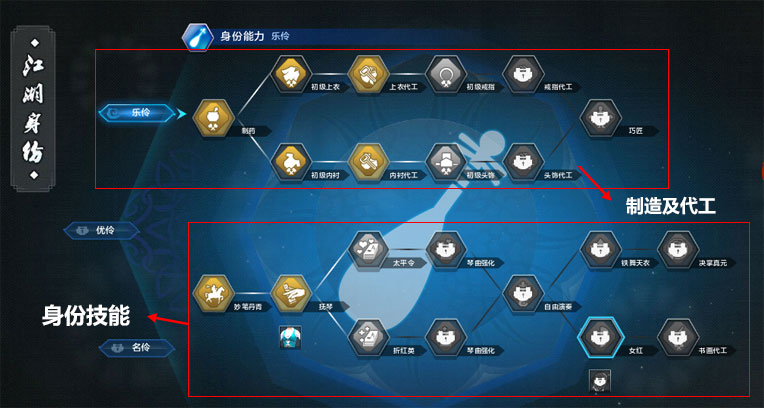 身份能力 乐伶
江湖身份
乐伶
优伶
名伶
制药
初级上衣
上衣代工
初级戒指
戒指代工
巧匠
初级内衬
内衬代工
初级头饰
头饰代工
制造及代工
身份技能
妙笔丹青
抚琴
太平令
琴曲强化
自由演奏
铁舞天衣
决掌真元
折红英
琴曲强化
女红
书画代工